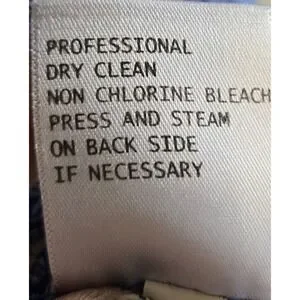 PROFESSIONAL
DRY CLEAN
NON CHLORINE BLEACH
PRESS AND STEAM
ON BACK SIDE
IF NECESSARY